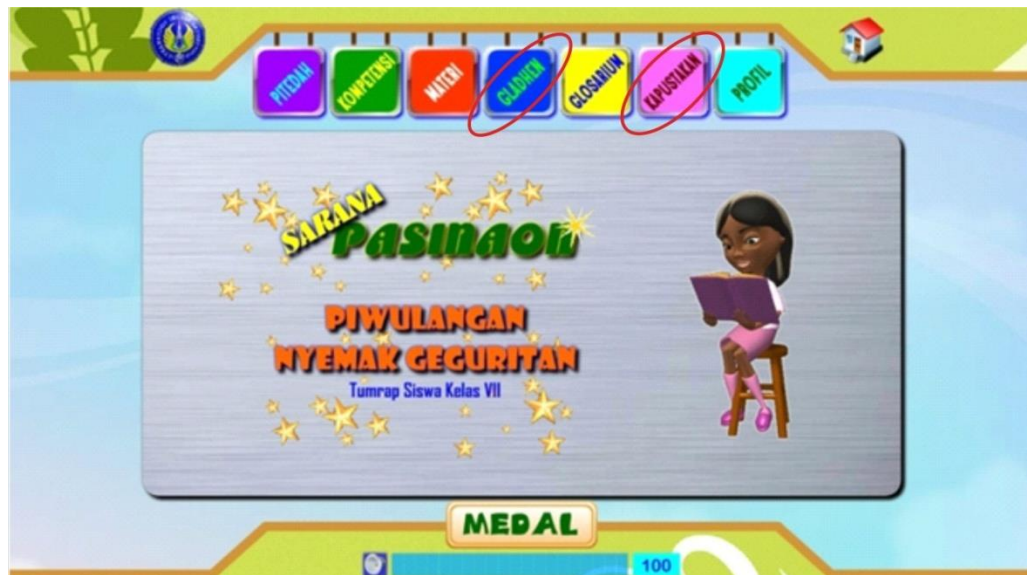 PITEDAH
KOMPETENSI
MATERI
GLADHEN
GLOSARIUM
KAPUSTAKAN
PROFIL
SARANA
PASINAON
PIWULANGAN
NYEMAK GEGURITAN
Tumrap Siswa Kelas VII
MEDAL
100